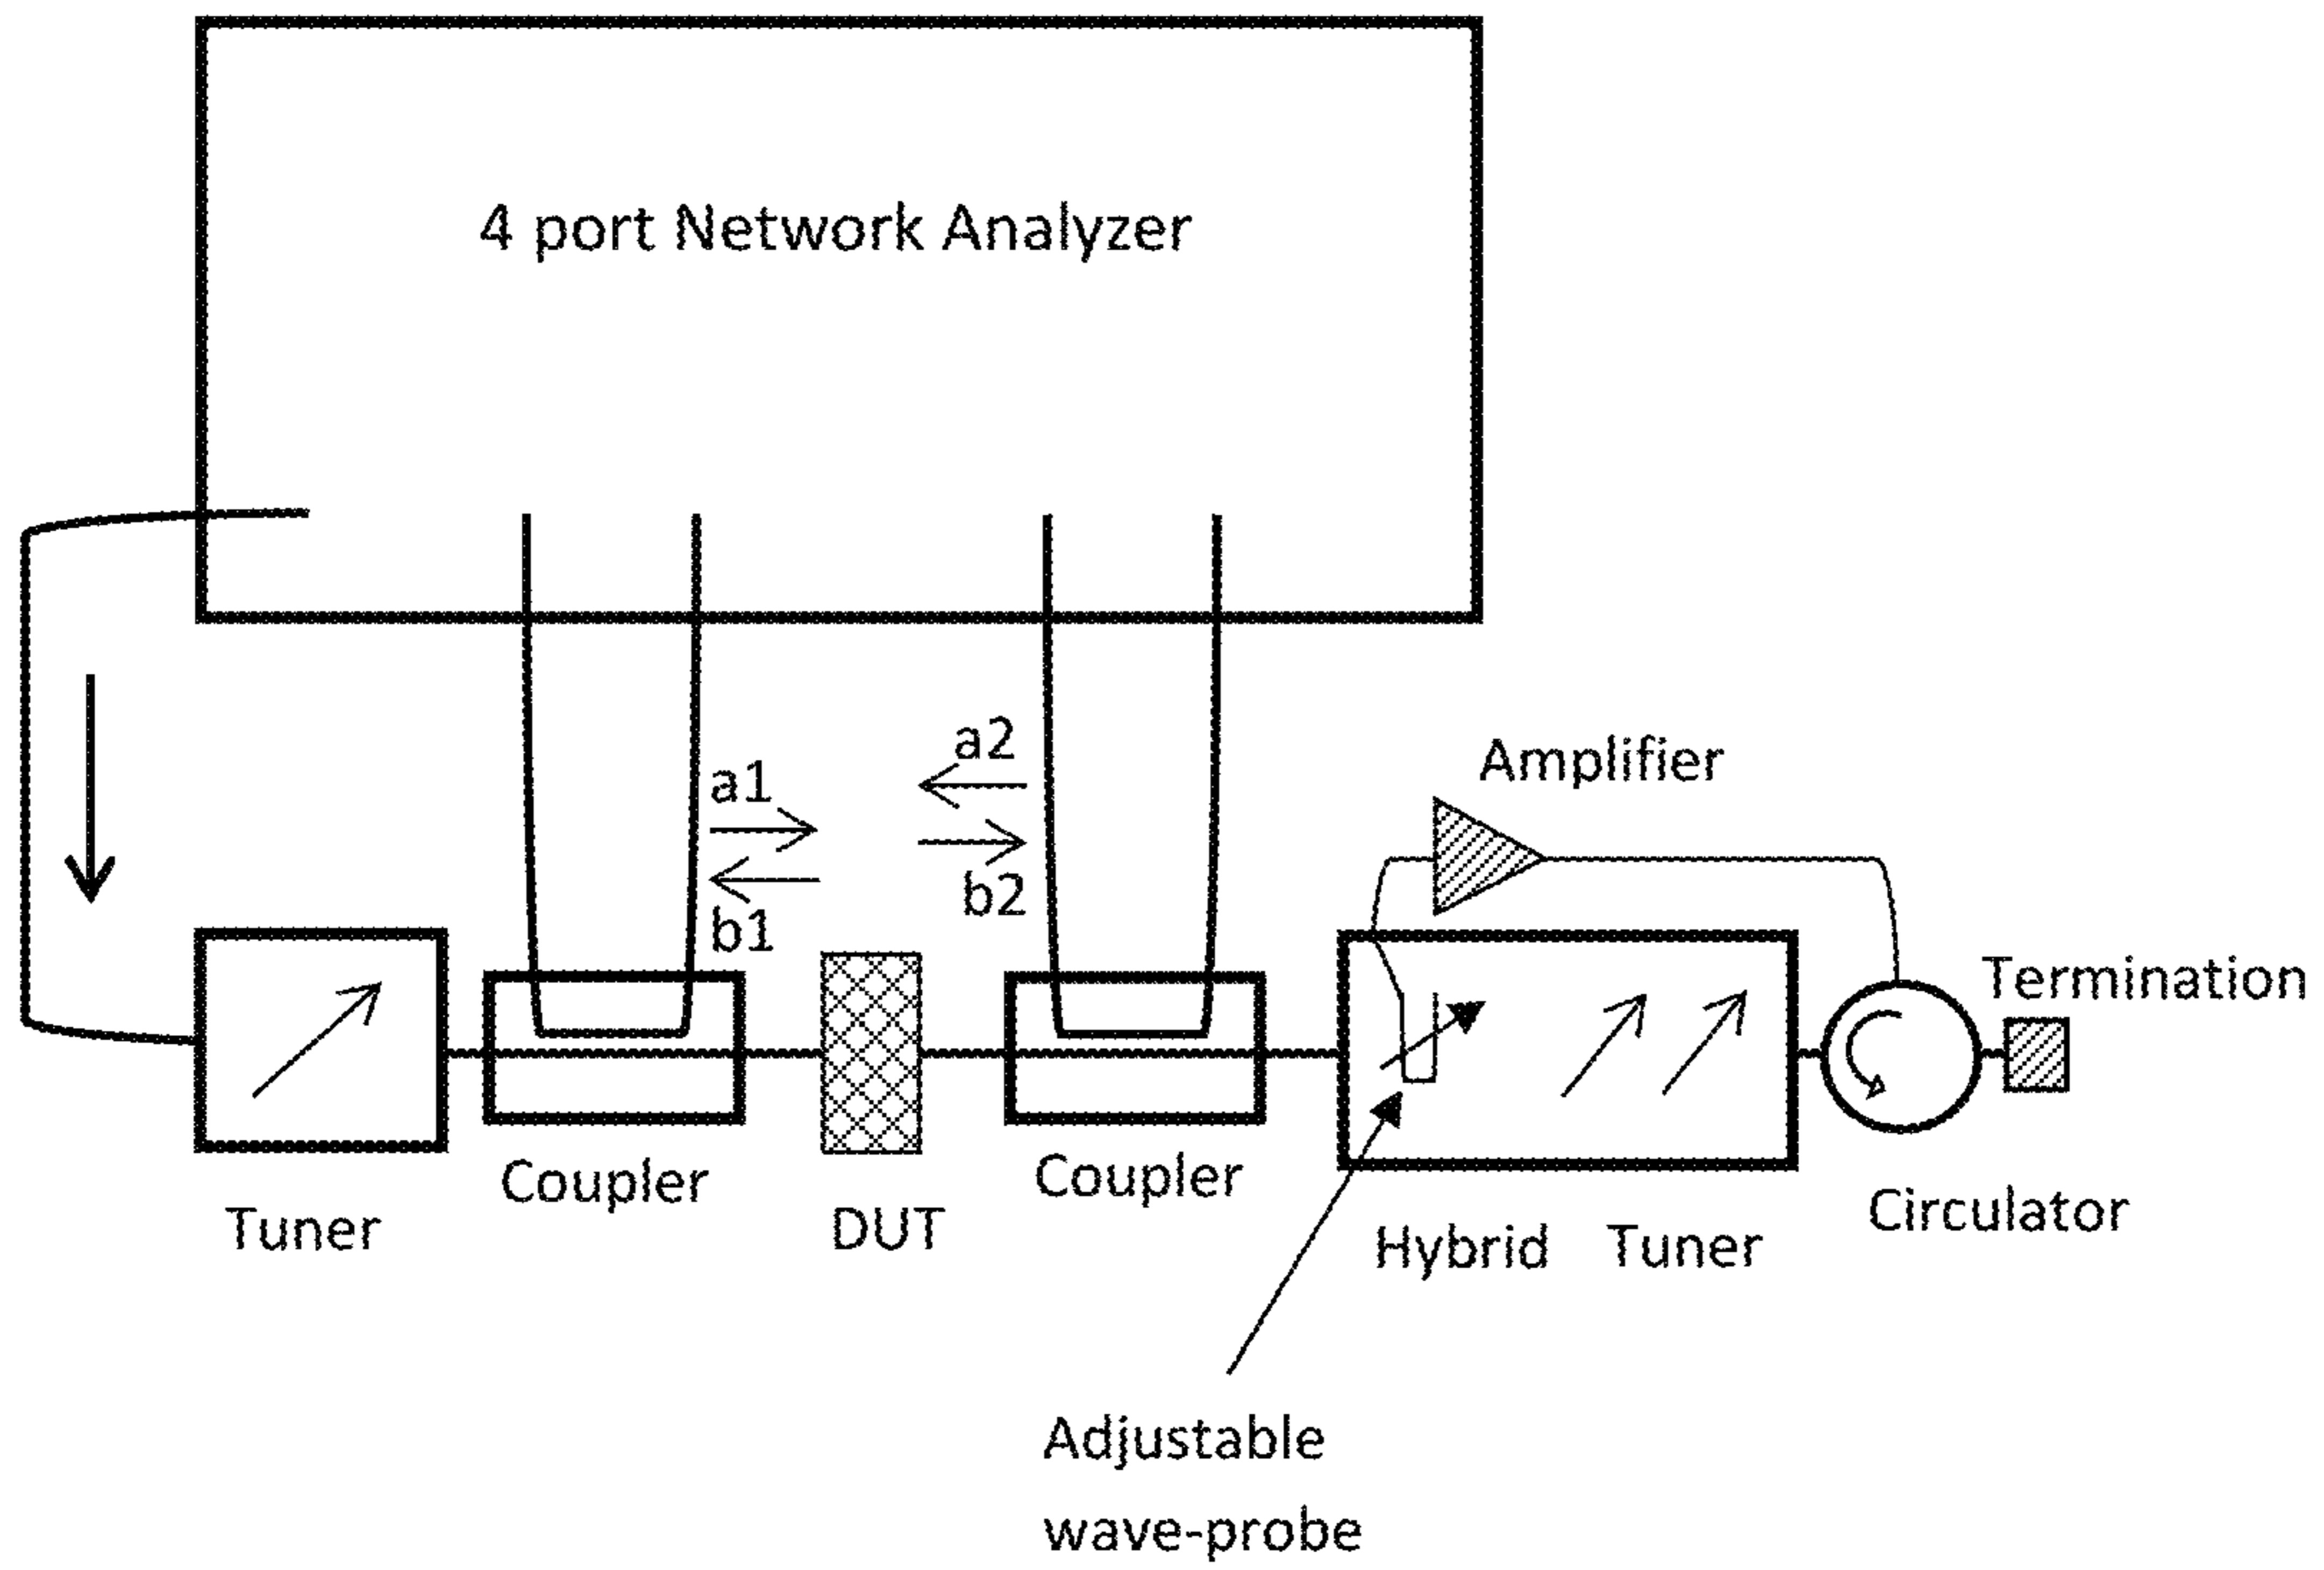 4 port Network Analyzer
a2
Amplifier
a1
b2
b1
Termination
Coupler
Coupler
Tuner
DUT
Circulator
Hybrid Tuner
Adjustable
wave-probe